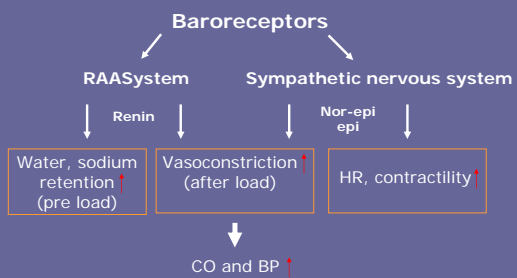 Baroreceptors
RAASystem
Sympathetic nervous system
Renin
Nor-epi
epi
Water, sodium
retention
(pre load)
Vasoconstriction
(after load)
HR, contractility
CO and BP